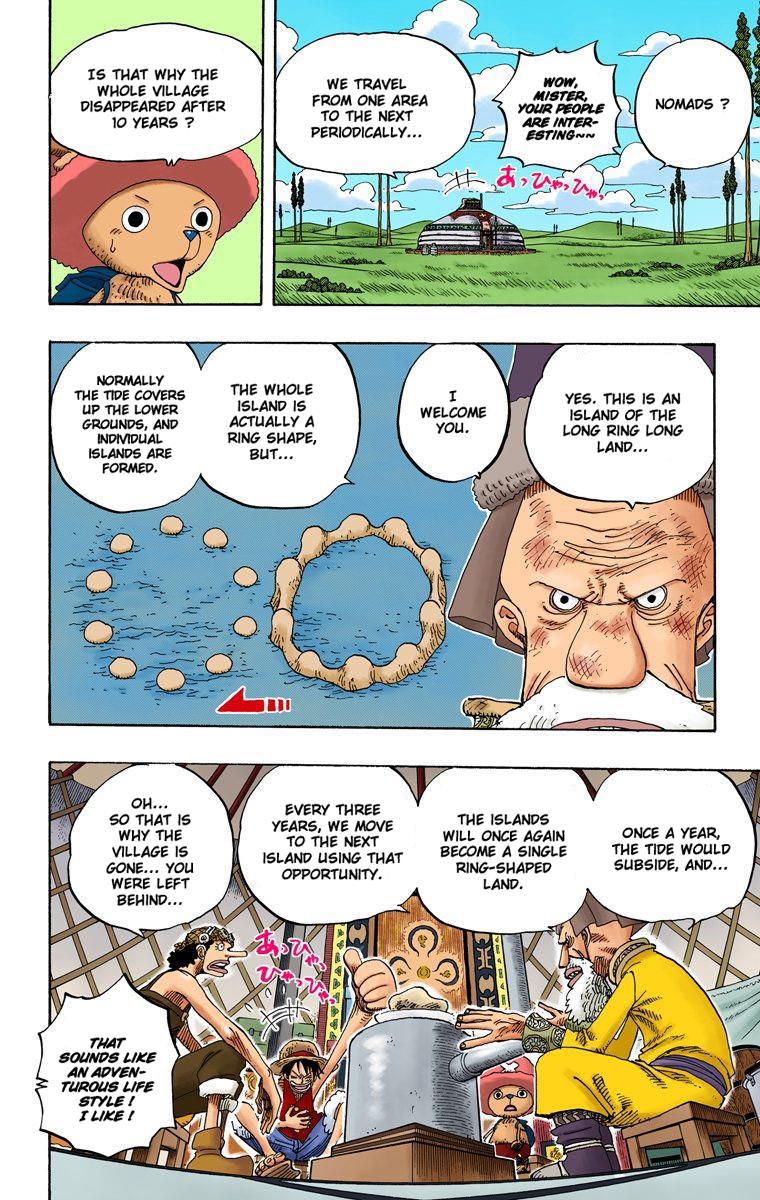 NOMADS ?
WOW,
MISTER,
YOUR PEOPLE
ARE INTER-
ESTING~~
WE TRAVEL
FROM ONE AREA
TO THE NEXT
PERIODICALLY...
あっひゃっひゃっ
IS THAT WHY THE
WHOLE VILLAGE
DISAPPEARED AFTER
10 YEARS ?
YES. THIS IS AN
ISLAND OF THE
LONG RING LONG
LAND...
I
WELCOME
YOU.
THE WHOLE
ISLAND IS
ACTUALLY A
RING SHAPE,
BUT...
NORMALLY
THE TIDE COVERS
UP THE LOWER
GROUNDS, AND
INDIVIDUAL
ISLANDS ARE
FORMED.
ONCE A YEAR,
THE TIDE WOULD
SUBSIDE, AND...
THE ISLANDS
WILL ONCE AGAIN
BECOME A SINGLE
RING-SHAPED
LAND.
EVERY THREE
YEARS, WE MOVE
TO THE NEXT
ISLAND USING THAT
OPPORTUNITY.
OH...
SO THAT IS
WHY THE
VILLAGE IS
GONE... YOU
WERE LEFT
BEHIND...
あっひゃっ
ひゃっひゃっ
THAT
SOUNDS LIKE
AN ADVEN-
TUROUS LIFE
STYLE !
I LIKE !